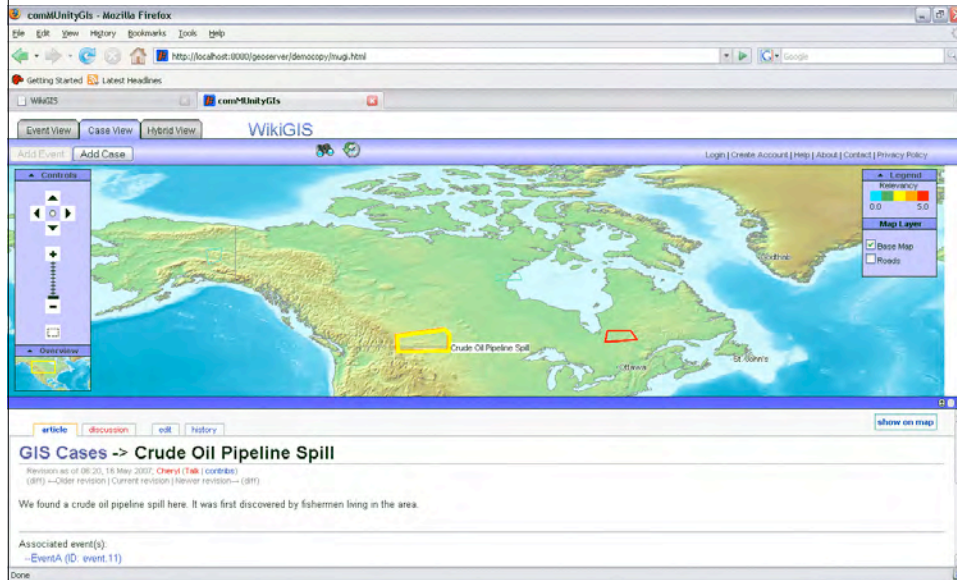 comMUnityGis - Mozilla Firefox
File Edit View History Bookmarks Tools Help
http://localhost:8080/geoserver/democopy/mugi.html
Google
Getting Started Latest Headlines
WikiGIS comMUnityGIs
Event View Case View Hybrid View WikiGIS
Add Event Add Case
Login | Create Account | Help | About | Contact | Privacy Policy
Controls
Legend
Relevancy
0.0 5.0
Map Layer
Base Map
Roads
Godthab
Overview
Crude Oil Pipeline Spill
Ottawa
St. John's
article discussion edit history
show on map
GIS Cases -> Crude Oil Pipeline Spill
Revision as of 06:20, 16 May 2007, Cheryl (Talk | contribs)
(diff) ←Older revision | Current revision | Newer revision→ (diff)
We found a crude oil pipeline spill here. It was first discovered by fishermen living in the area.
Associated event(s):
--EventA (ID: event.11)
Done